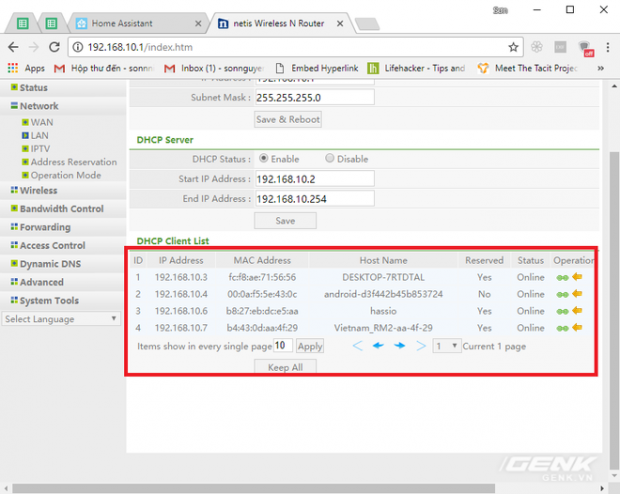 Home Assistant
netis Wireless N Router
192.168.10.1/index.htm
Apps
Hộp thư đến - sonnn
Inbox (1) - sonnguye
Embed Hyperlink
Lifehacker - Tips and
Meet The Tacit Projec
»
Status
Network
WAN
LAN
IPTV
Address Reservation
Operation Mode
Wireless
Bandwidth Control
Forwarding
Access Control
Dynamic DNS
Advanced
System Tools
Select Language
Subnet Mask : 255.255.255.0
Save & Reboot
DHCP Server
DHCP Status : Enable Disable
Start IP Address : 192.168.10.2
End IP Address : 192.168.10.254
Save
DHCP Client List
ID IP Address MAC Address Host Name Reserved Status Operation
1 192.168.10.3 fc:f8:ae:71:56:56 DESKTOP-7RTDTAL Yes Online
2 192.168.10.4 00:0a:f5:5e:43:0c android-d3f442b45b853724 No Online
3 192.168.10.6 b8:27:eb:dc:e5:aa hassio Yes Online
4 192.168.10.7 b4:43:0d:aa:4f:29 Vietnam_RM2-aa-4f-29 Yes Online
Items show in every single page 10 Apply < > 1 Current 1 page
Keep All
GENK
GENK.VN